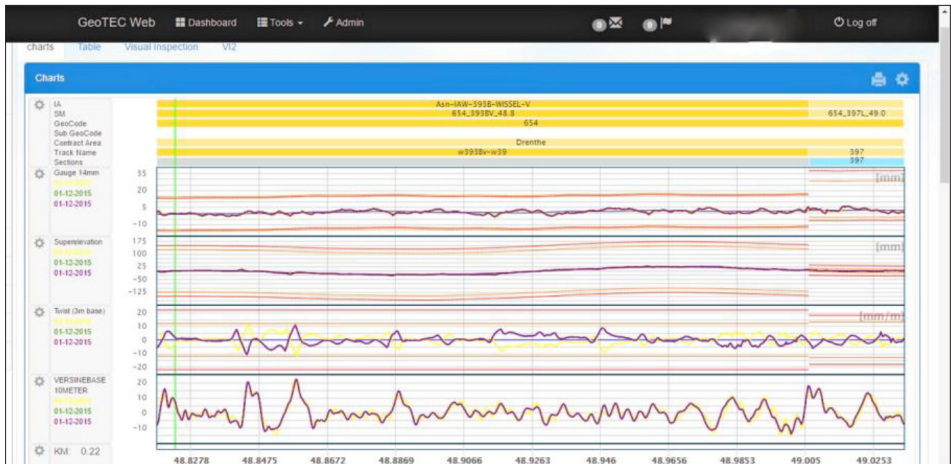 GeoTEC Web Dashboard Tools Admin 0 0 Log off
charts Table Visual Inspection VI2
Charts
IA Asn-IAW-393B-WISSEL-V
SM 654_393BV_48.8 654_397L_49.0
GeoCode 654
Sub GeoCode
Contract Area Drenthe
Track Name w393Bv-w39 397
Sections 397
Gauge 14mm
01-12-2015
01-12-2015
35
20
5
-10
[mm]
Superelevation
01-12-2015
01-12-2015
175
100
25
-50
-125
[mm]
Twist (3m base)
01-12-2015
01-12-2015
20
10
0
-10
-20
[mm/m]
VERSINEBASE
10METER
01-12-2015
01-12-2015
20
10
0
-10
KM: 0.22
48.8278 48.8475 48.8672 48.8869 48.9066 48.9263 48.946 48.9656 48.9853 49.005 49.0253